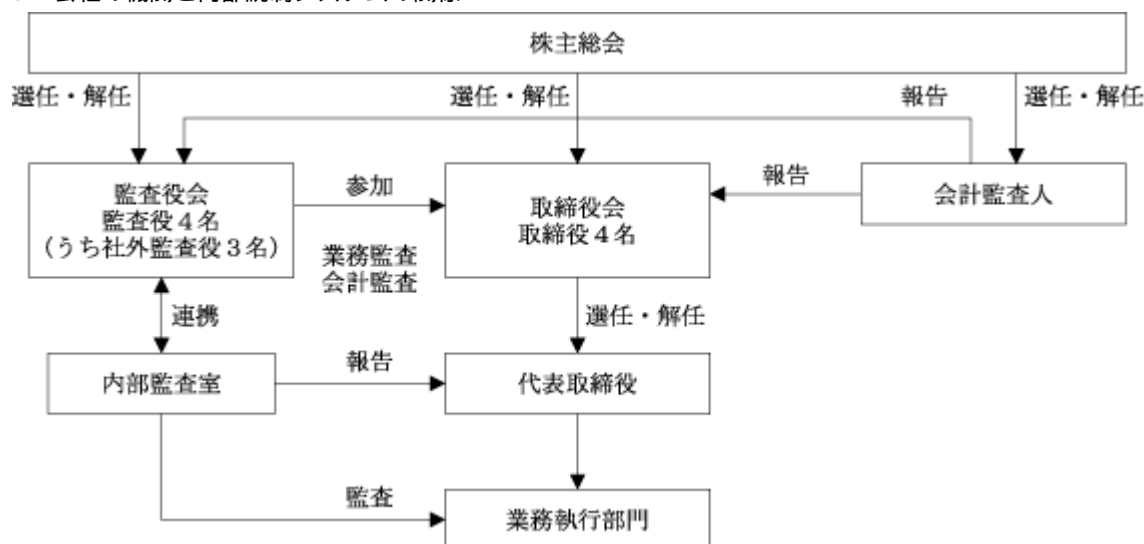 株主総会
選任・解任
選任・解任
報告
選任・解任
監査役会
監査役４名
（うち社外監査役３名）
参加
業務監査
会計監査
取締役会
取締役４名
報告
会計監査人
連携
選任・解任
内部監査室
報告
代表取締役
監査
業務執行部門